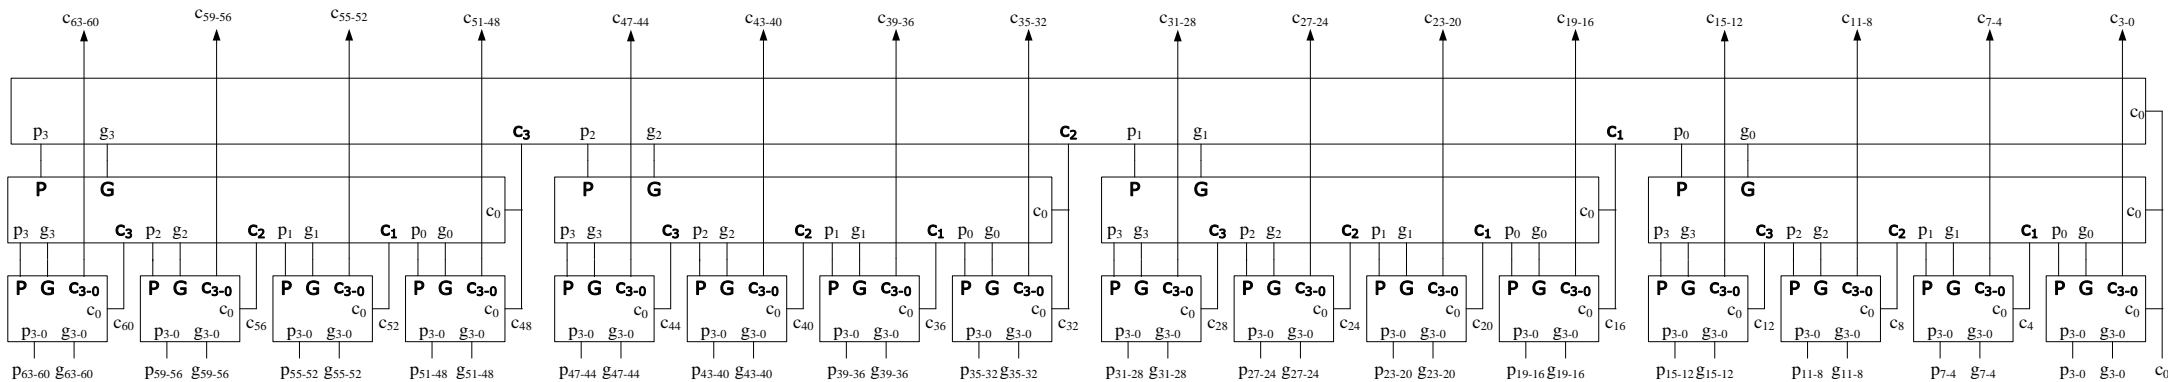 c63-60 c59-56 c55-52 c51-48 c47-44 c43-40 c39-36 c35-32 c31-28 c27-24 c23-20 c19-16 c15-12 c11-8 c7-4 c3-0
c0
p3 g3 C3 p2 g2 C2 p1 g1 C1 p0 g0
P G P G P G P G
c0 c0 c0 c0
p3 g3 C3 p2 g2 C2 p1 g1 C1 p0 g0 p3 g3 C3 p2 g2 C2 p1 g1 C1 p0 g0 p3 g3 C3 p2 g2 C2 p1 g1 C1 p0 g0 p3 g3 C3 p2 g2 C2 p1 g1 C1 p0 g0
P G C3-0 P G C3-0 P G C3-0 P G C3-0 P G C3-0 P G C3-0 P G C3-0 P G C3-0 P G C3-0 P G C3-0 P G C3-0 P G C3-0 P G C3-0 P G C3-0 P G C3-0 P G C3-0
c0 c0 c0 c0 c0 c0 c0 c0 c0 c0 c0 c0 c0 c0 c0 c0
c60 c56 c52 c48 c44 c40 c36 c32 c28 c24 c20 c16 c12 c8 c4
p3-0 g3-0 p3-0 g3-0 p3-0 g3-0 p3-0 g3-0 p3-0 g3-0 p3-0 g3-0 p3-0 g3-0 p3-0 g3-0 p3-0 g3-0 p3-0 g3-0 p3-0 g3-0 p3-0 g3-0 p3-0 g3-0 p3-0 g3-0 p3-0 g3-0 p3-0 g3-0
p63-60 g63-60 p59-56 g59-56 p55-52 g55-52 p51-48 g51-48 p47-44 g47-44 p43-40 g43-40 p39-36 g39-36 p35-32 g35-32 p31-28 g31-28 p27-24 g27-24 p23-20 g23-20 p19-16 g19-16 p15-12 g15-12 p11-8 g11-8 p7-4 g7-4 p3-0 g3-0 c0